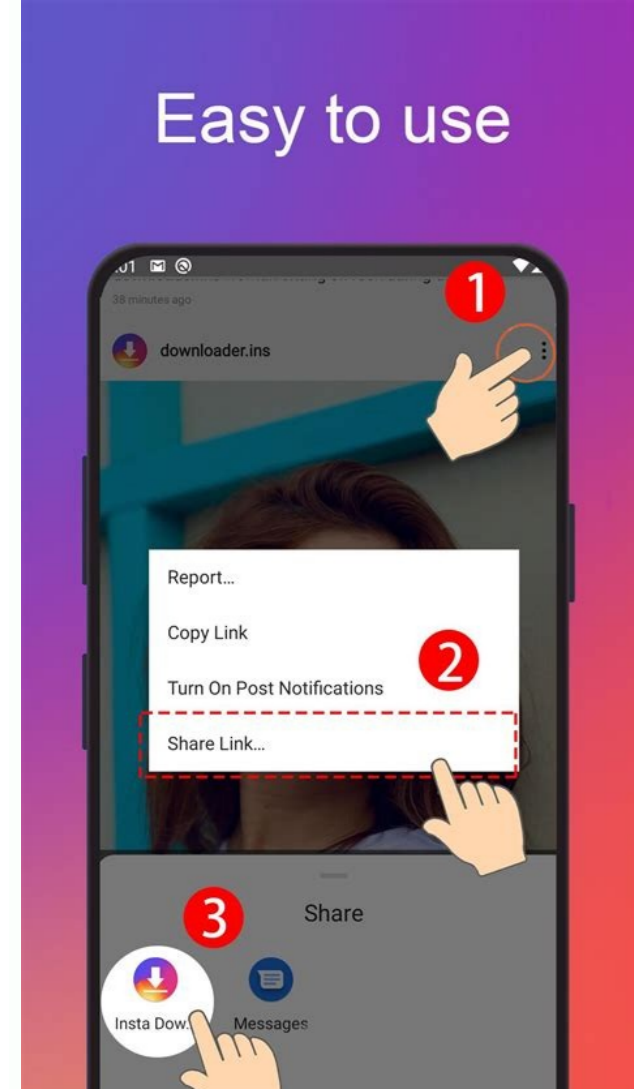 Easy to use
:01
1
38 minutes ago
downloader.ins
Report...
Copy Link
2
Turn On Post Notifications
Share Link...
3
Share
Insta Dow...
Messages